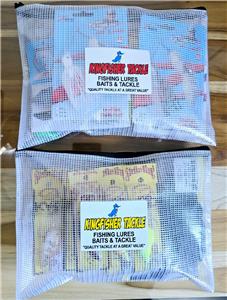 KINGFISHER TACKLE
FISHING LURES
BAITS & TACKLE
"QUALITY TACKLE AT A GREAT VALUE"
KINGFISHER TACKLE
FISHING LURES
BAITS & TACKLE
"QUALITY TACKLE AT A GREAT VALUE"